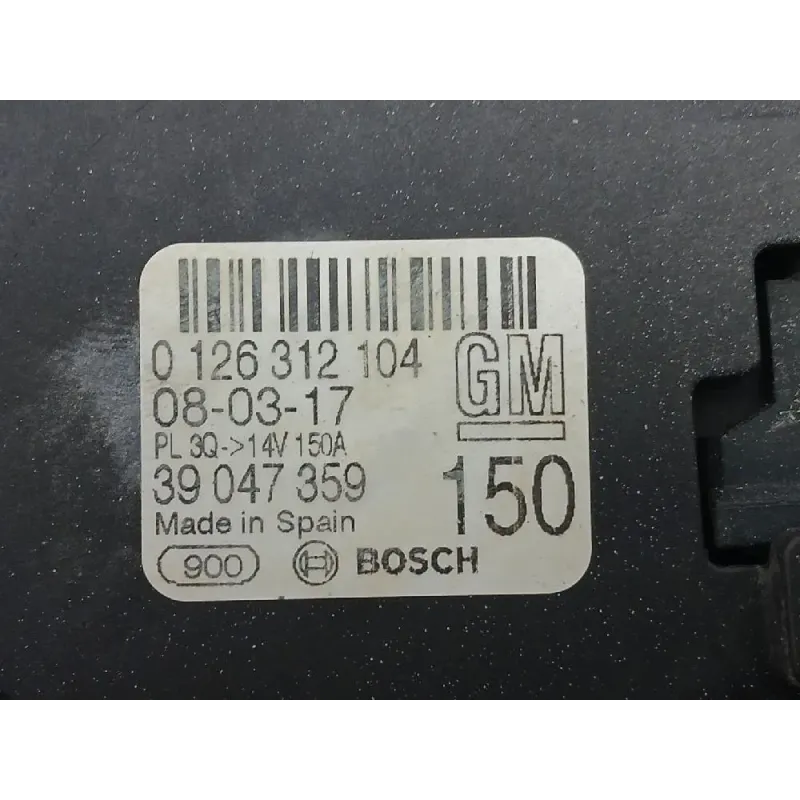 0 126 312 104
08-03-17
PL 3Q->14V 150A
39 047 359
Made in Spain
900 BOSCH
GM
150